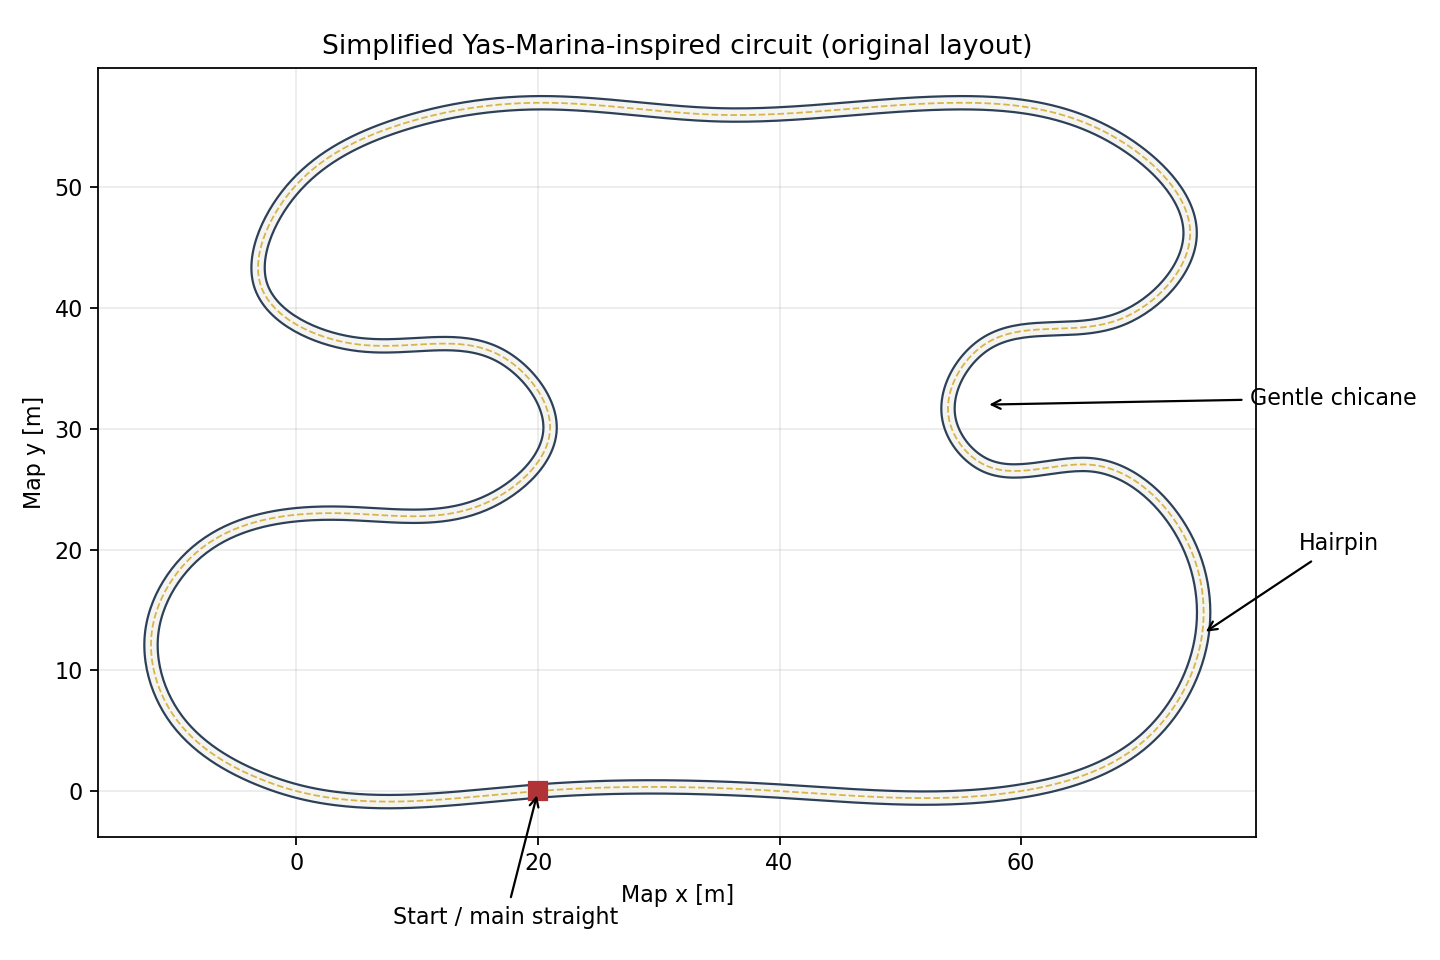 Simplified Yas-Marina-inspired circuit (original layout)
50
40
30
20
10
0
Map y [m]
Gentle chicane
Hairpin
0
20
40
60
Map x [m]
Start / main straight